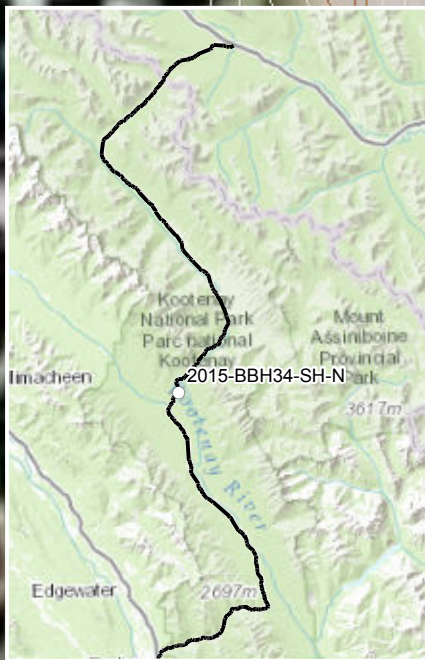 Kootenay
National Park
Parc national
Kootenay
Mount
Assiniboine
Provincial
Park
2015-BBH34-SH-N
3617m
Kootenay River
Edgewater
2697m